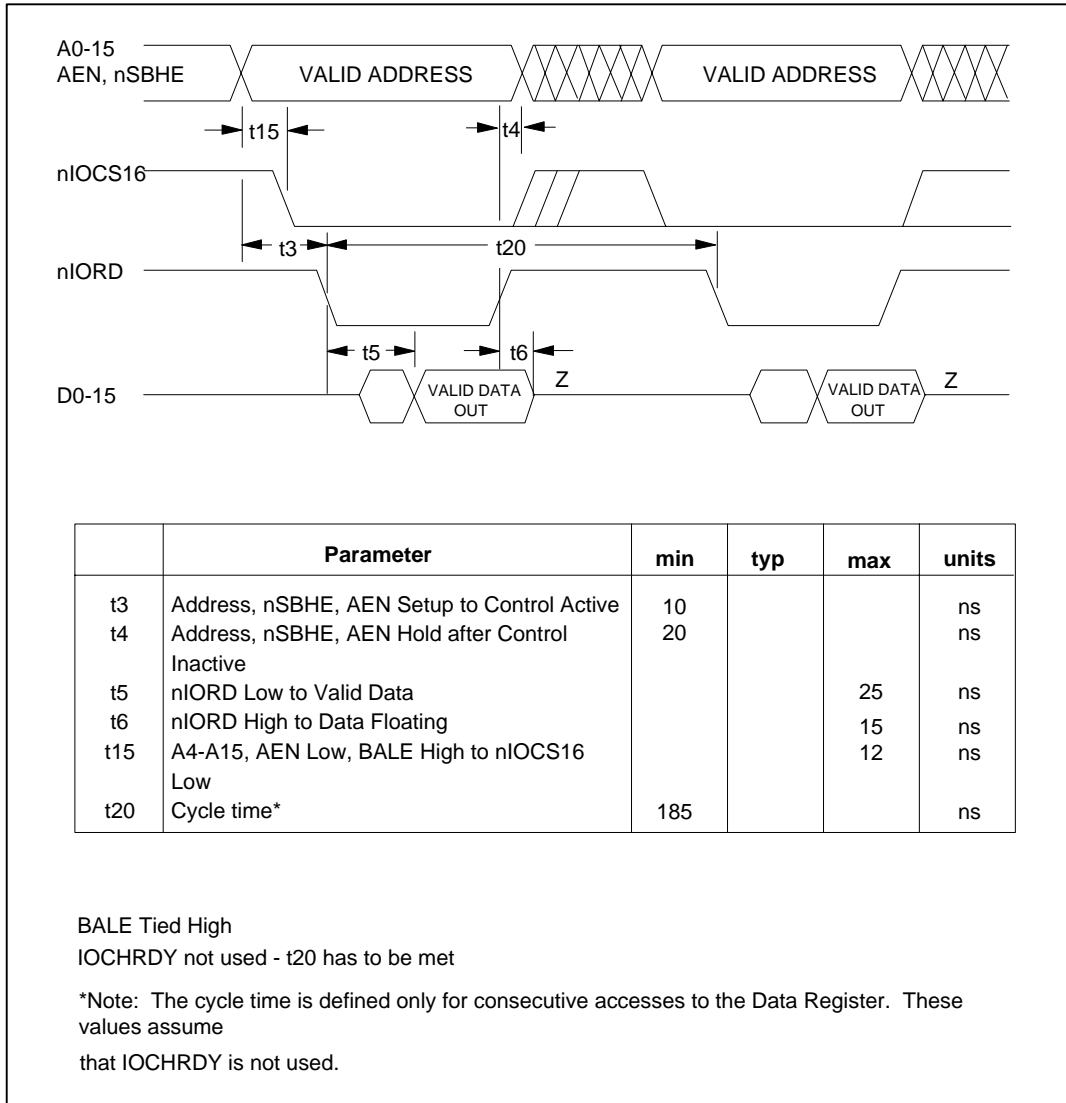 A0-15
AEN, nSBHE
VALID ADDRESS
VALID ADDRESS
t15
t4
nIOCS16
t3
t20
nIORD
t5
t6
D0-15
VALID DATA
OUT
Z
VALID DATA
OUT
Z
Parameter min typ max units
t3 Address, nSBHE, AEN Setup to Control Active 10 ns
t4 Address, nSBHE, AEN Hold after Control 20 ns
Inactive
t5 nIORD Low to Valid Data 25 ns
t6 nIORD High to Data Floating 15 ns
t15 A4-A15, AEN Low, BALE High to nIOCS16 12 ns
Low
t20 Cycle time* 185 ns
BALE Tied High
IOCHRDY not used - t20 has to be met
*Note: The cycle time is defined only for consecutive accesses to the Data Register. These
values assume
that IOCHRDY is not used.